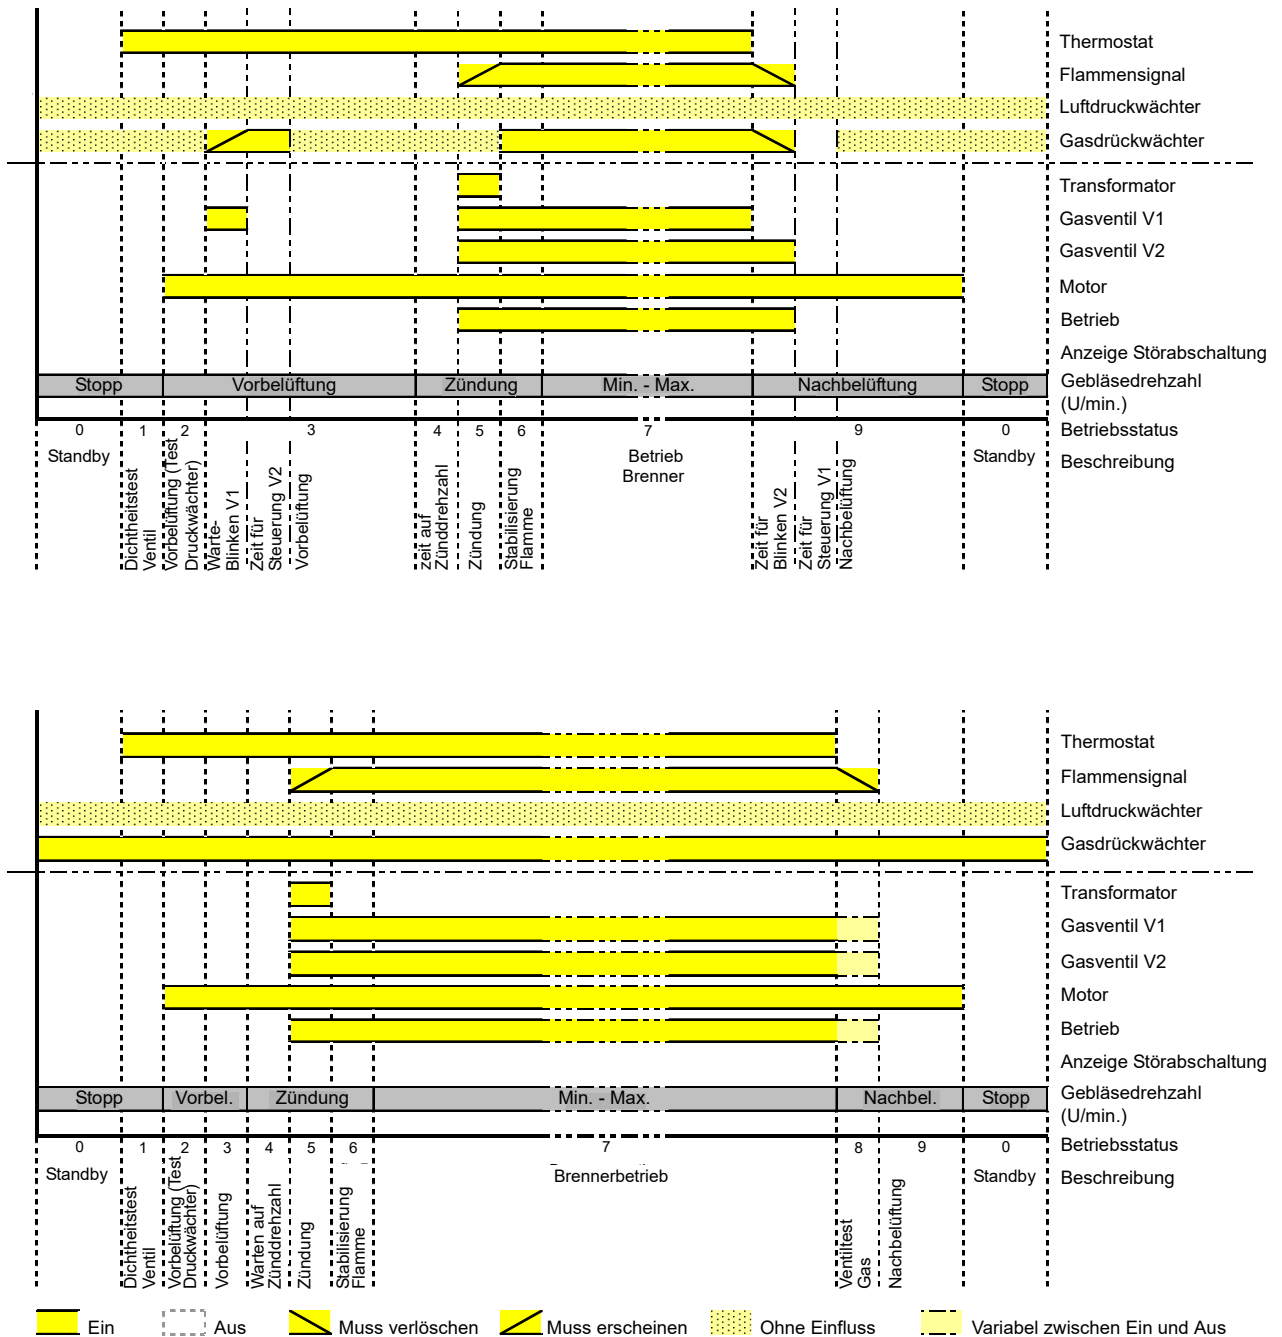 Thermostat
Flammensignal
Luftdruckwächter
Gasdrückwächter
Transformator
Gasventil V1
Gasventil V2
Motor
Betrieb
Anzeige Störabschaltung
Stopp Vorbelüftung Zündung Min. - Max. Nachbelüftung Stopp Gebläsedrehzahl
(U/min.)
0 1 2 3 4 5 6 7 9 0 Betriebsstatus
Standby
Dichtheitstest
Ventil
Vorbelüftung (Test
Druckwächter)
Warte-
Blinken V1
Zeit für
Steuerung V2
Vorbelüftung
zeit auf
Zünddrehzahl
Zündung
Stabilisierung
Flamme
Betrieb
Brenner
Zeit für
Blinken V2
Zeit für
Steuerung V1
Nachbelüftung
Standby
Beschreibung
Thermostat
Flammensignal
Luftdruckwächter
Gasdrückwächter
Transformator
Gasventil V1
Gasventil V2
Motor
Betrieb
Anzeige Störabschaltung
Stopp Vorbel. Zündung Min. - Max. Nachbel. Stopp Gebläsedrehzahl
(U/min.)
0 1 2 3 4 5 6 7 8 9 0 Betriebsstatus
Standby
Dichtheitstest
Ventil
Vorbelüftung (Test
Druckwächter)
Vorbelüftung
Warten auf
Zünddrehzahl
Zündung
Stabilisierung
Flamme
Brennerbetrieb
Ventiltest
Gas
Nachbelüftung
Standby
Beschreibung
Ein Aus Muss verlöschen Muss erscheinen Ohne Einfluss Variabel zwischen Ein und Aus